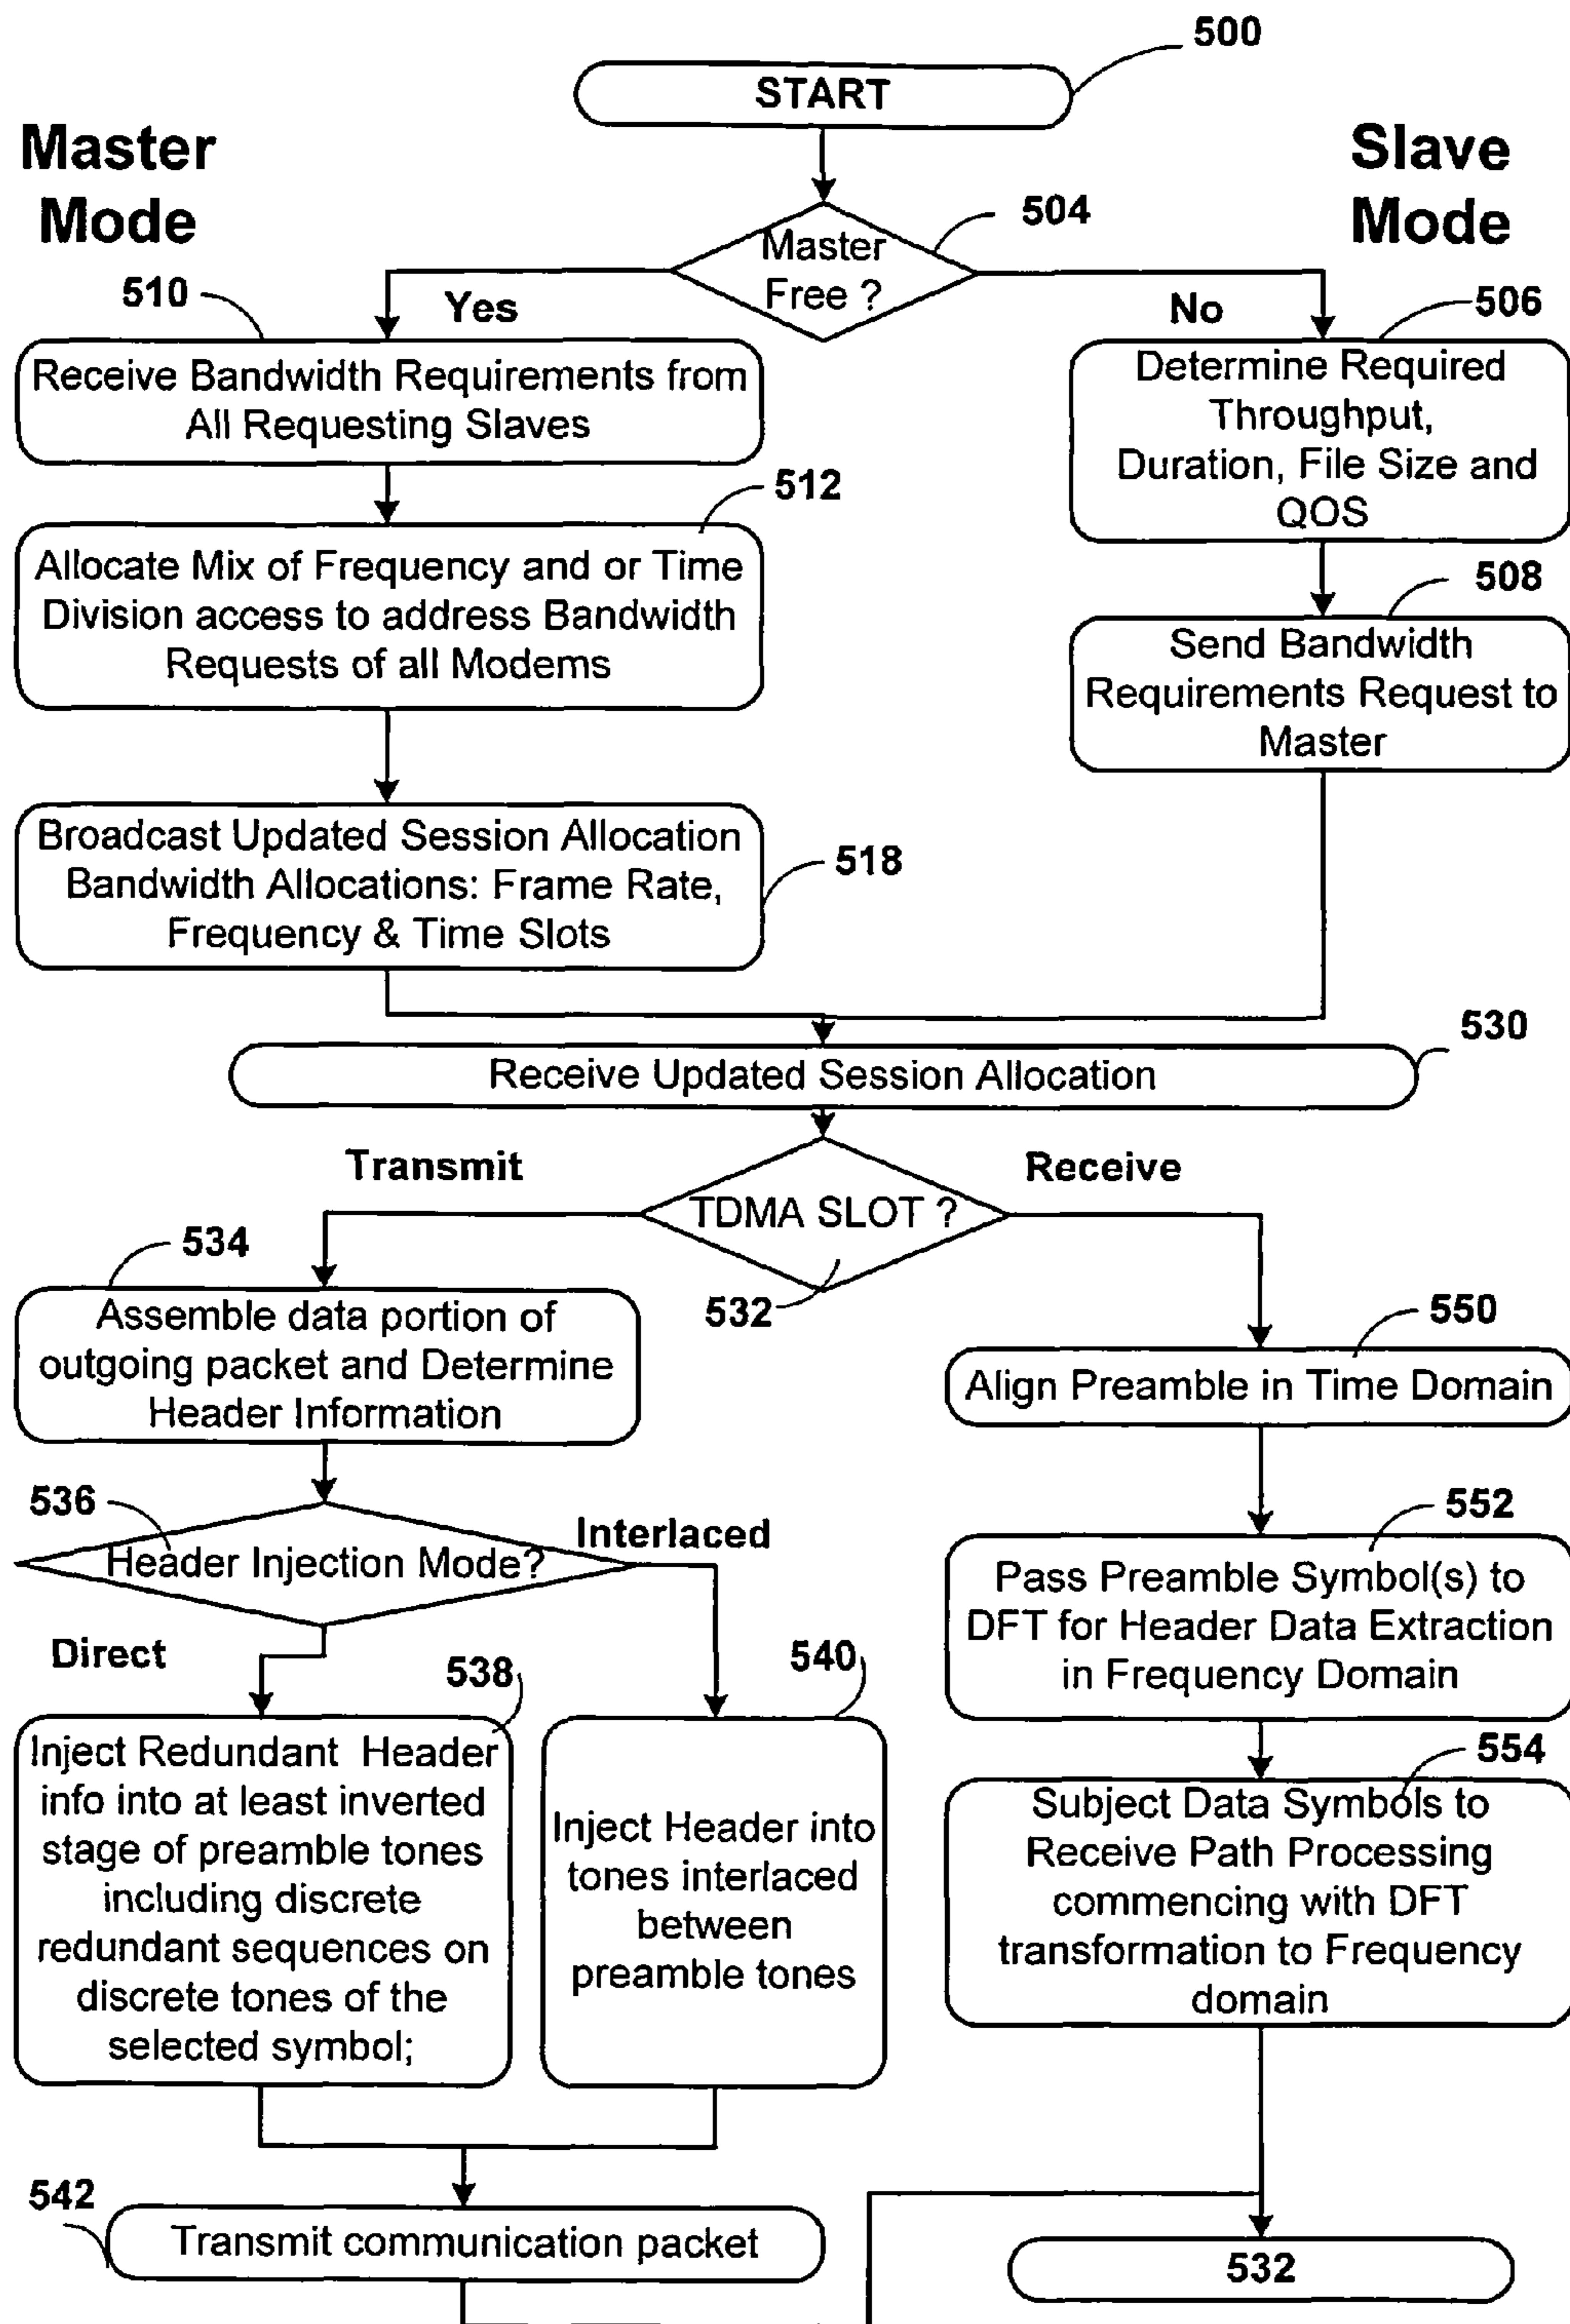 500
START
Master
Mode
Slave
Mode
504
Master
Free ?
Yes
No
510
Receive Bandwidth Requirements from
All Requesting Slaves
506
Determine Required
Throughput,
Duration, File Size and
QOS
512
Allocate Mix of Frequency and or Time
Division access to address Bandwidth
Requests of all Modems
508
Send Bandwidth
Requirements Request to
Master
Broadcast Updated Session Allocation
Bandwidth Allocations: Frame Rate,
Frequency & Time Slots
518
530
Receive Updated Session Allocation
Transmit
Receive
TDMA SLOT ?
532
534
Assemble data portion of
outgoing packet and Determine
Header Information
550
Align Preamble in Time Domain
536
Header Injection Mode?
Interlaced
Direct
552
Pass Preamble Symbol(s) to
DFT for Header Data Extraction
in Frequency Domain
538
Inject Redundant Header
info into at least inverted
stage of preamble tones
including discrete
redundant sequences on
discrete tones of the
selected symbol;
540
Inject Header into
tones interlaced
between
preamble tones
554
Subject Data Symbols to
Receive Path Processing
commencing with DFT
transformation to Frequency
domain
542
Transmit communication packet
532